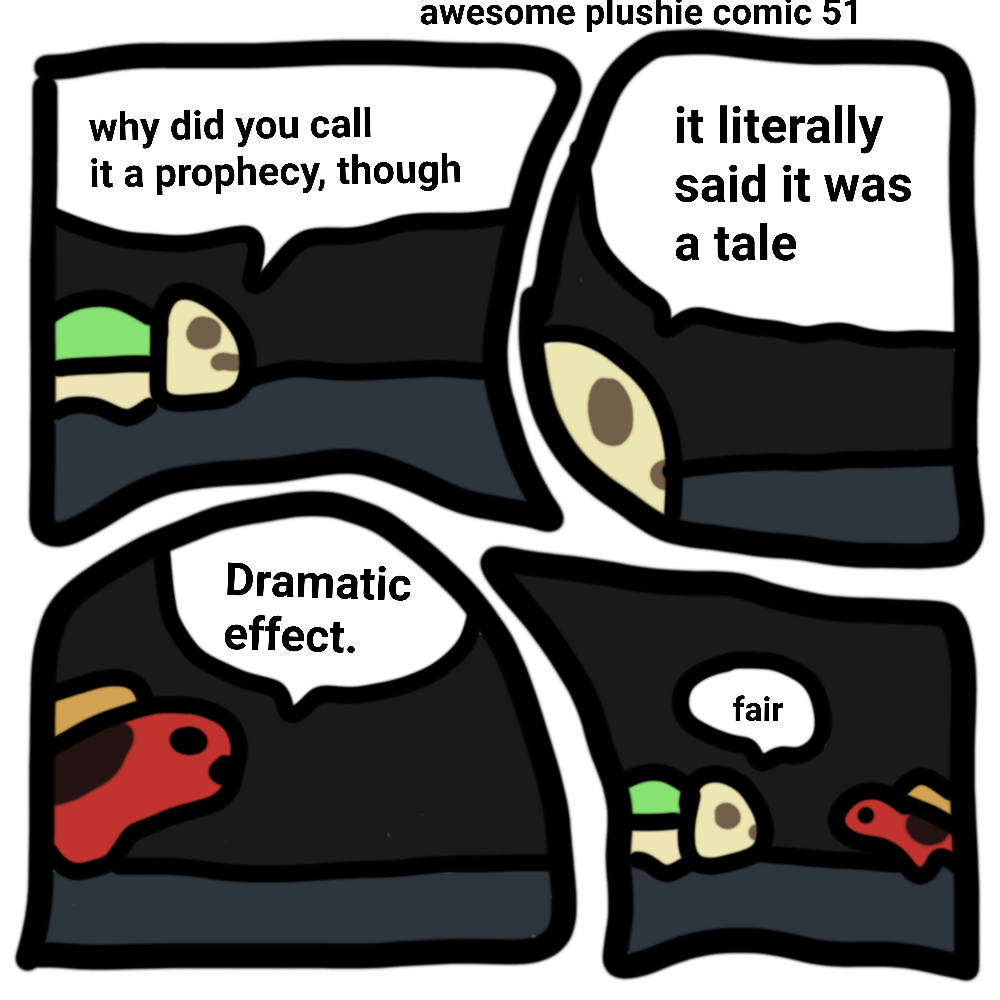 awesome plushie comic 51
why did you call
it a prophecy, though
it literally
said it was
a tale
Dramatic
effect.
fair